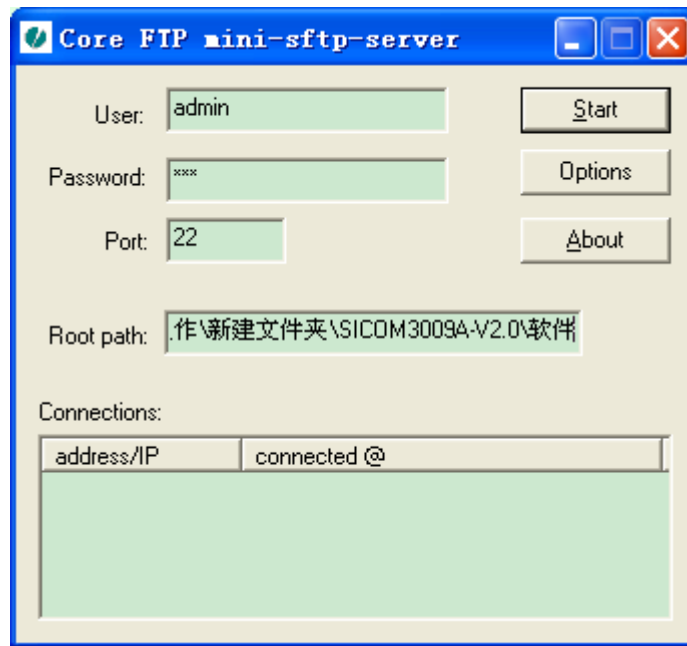 Core FTP mini-sftp-server
User: admin Start
Password: *** Options
Port: 22 About
Root path: .作\新建文件夹\SICOM3009A-V2.0\软件
Connections:
address/IP connected @